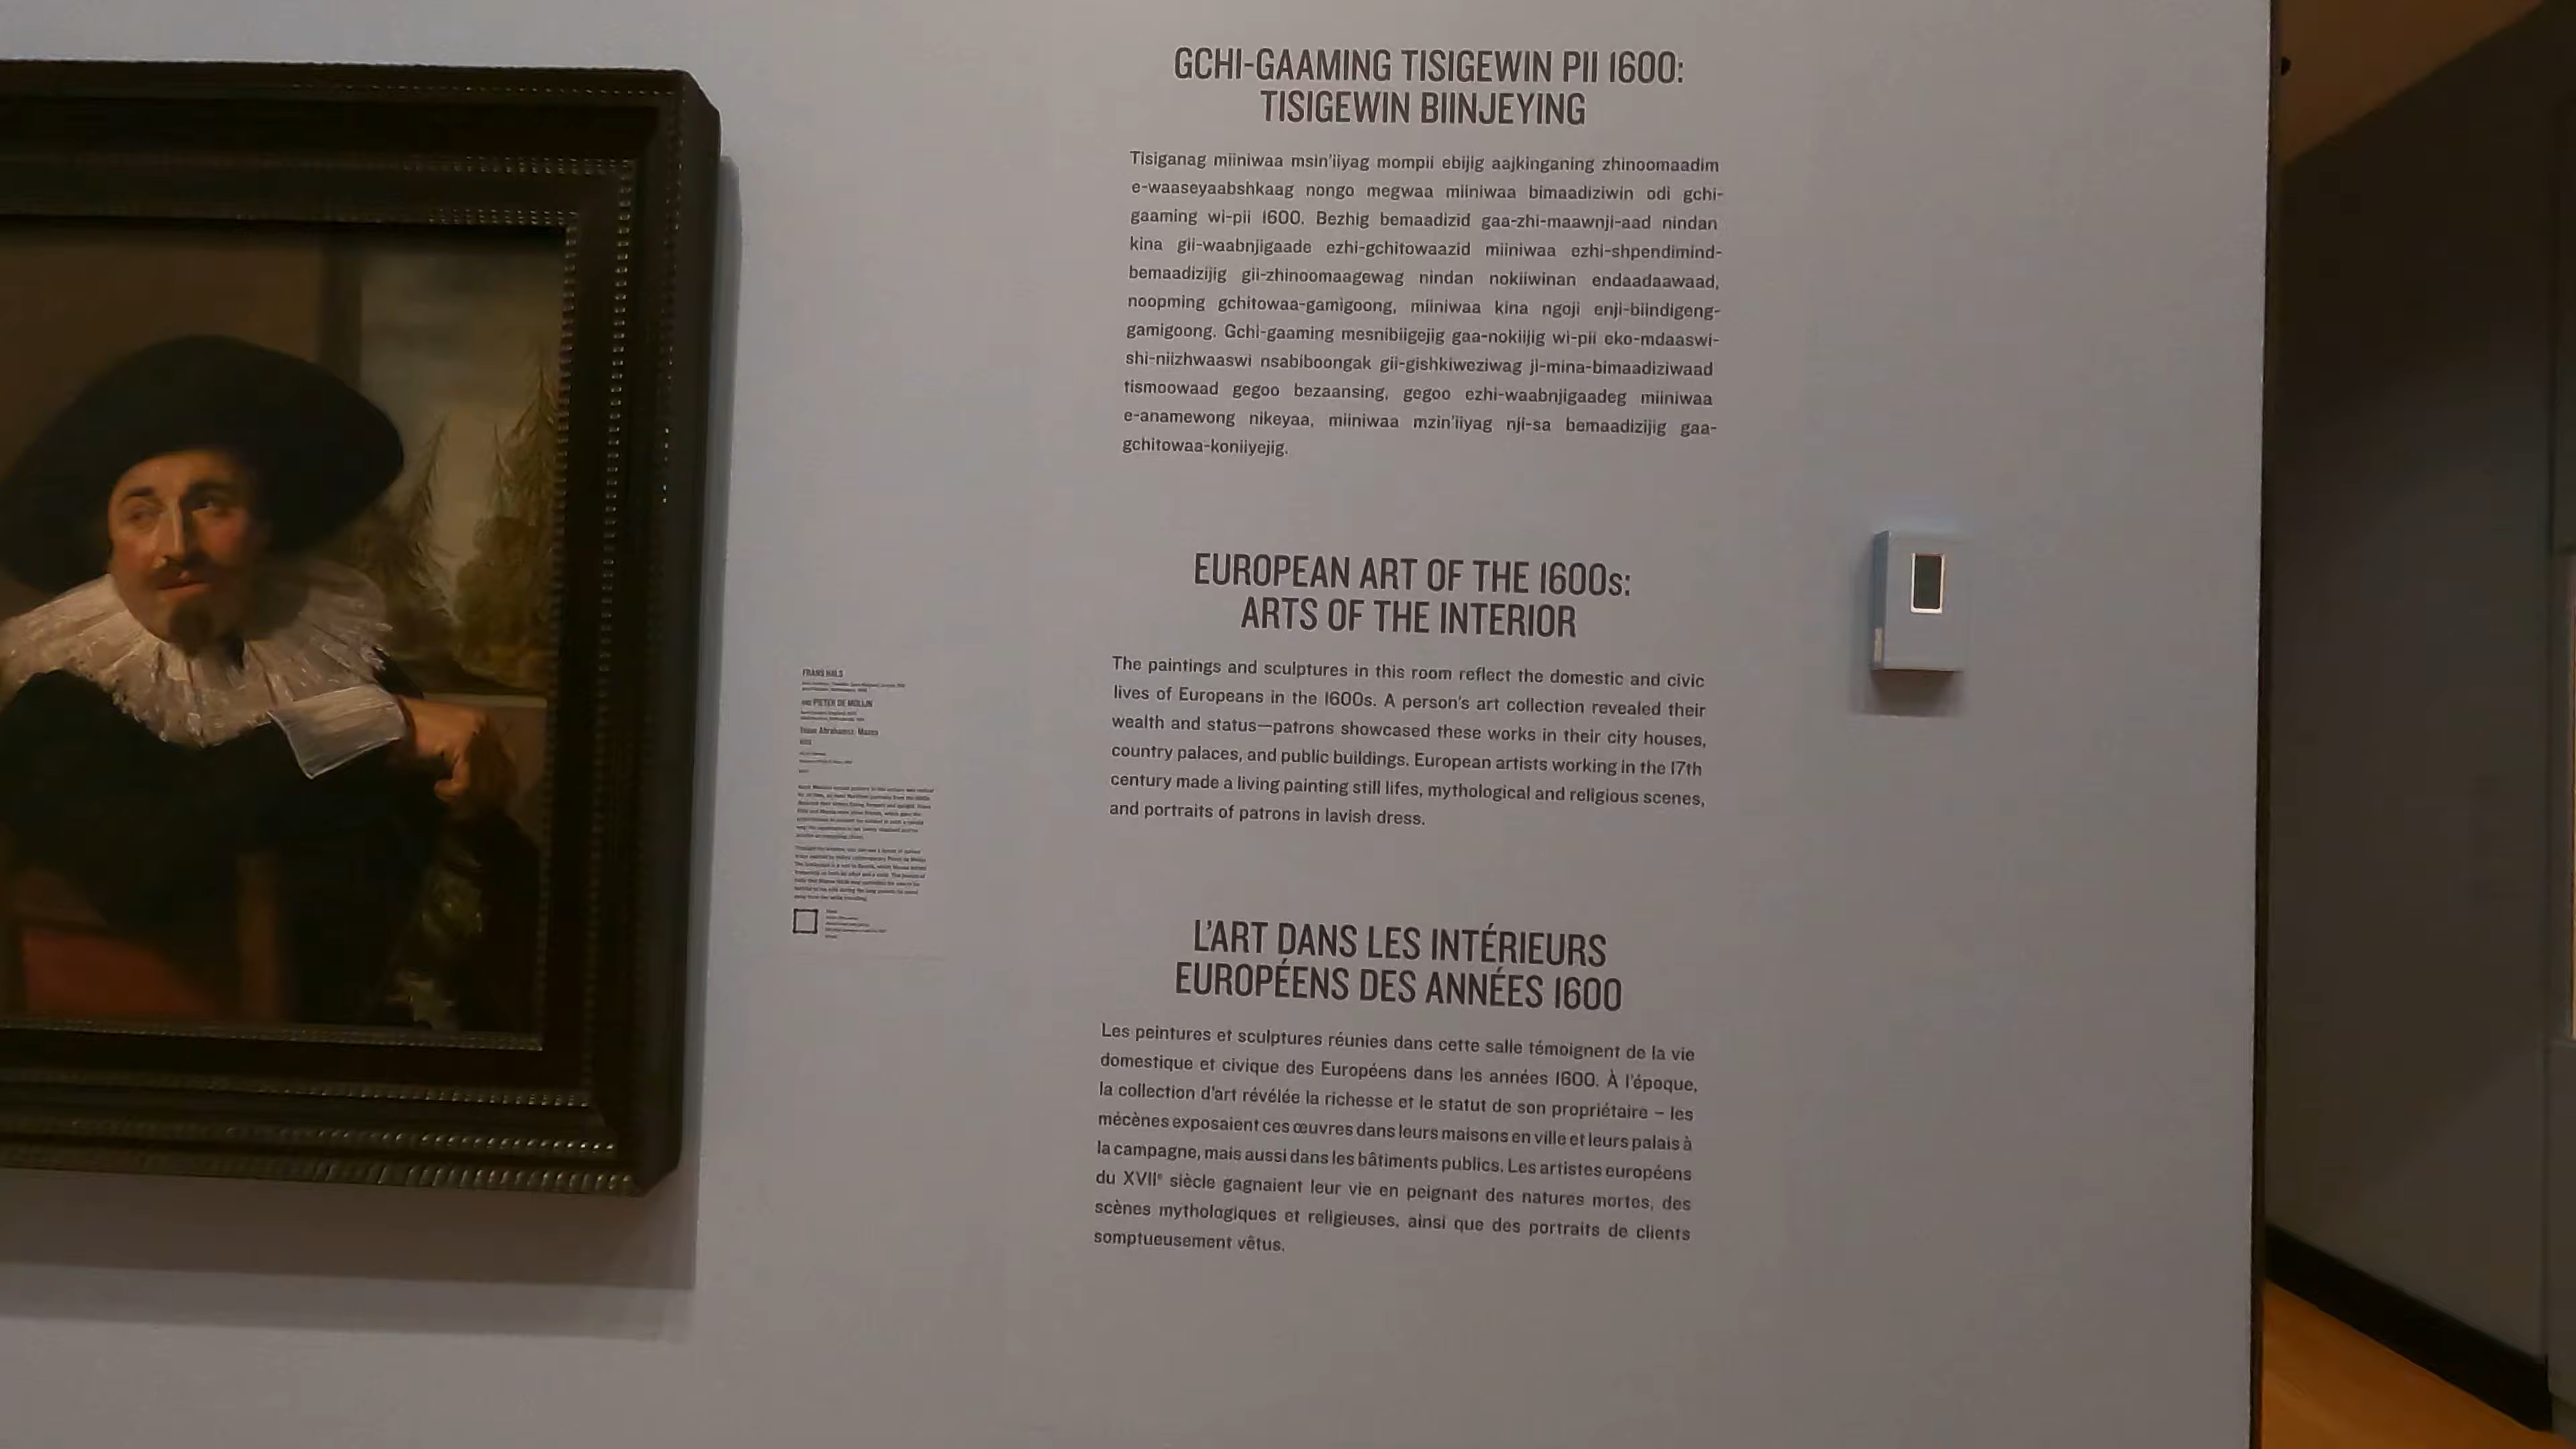 GCHI-GAAMING TISIGEWIN PII 1600:
TISIGEWIN BIINJEYING
Tisiganag miiniwaa msin'iiyag mompii ebijig aajkinganing zhinoomaadim
e-waaseyaabshkaag nongo megwaa miiniwaa bimaadiziwin odi gchi-
gaaming wi-pii 1600. Bezhig bemaadizid gaa-zhi-maawnji-aad nindan
kina gii-waabnjigaade ezhi-gchitowaazid miiniwaa ezhi-shpendimind-
bemaadizijig gii-zhinoomaagewag nindan nokiiwinan endaadaawaad,
noopming gchitowaa-gamigoong, miiniwaa kina ngoji enji-biindigeng-
gamigoong. Gchi-gaaming mesnibiigejig gaa-nokiijig wi-pii eko-mdaaswi-
shi-niizhwaaswi nsabiboongak gii-gishkiweziwag ji-mina-bimaadiziwaad
tismoowaad gegoo bezaansing, gegoo ezhi-waabnjigaadeg miiniwaa
e-anamewong nikeyaa, miiniwaa mzin'iiyag nji-sa bemaadizijig gaa-
gchitowaa-koniiyejig.
EUROPEAN ART OF THE 1600s:
ARTS OF THE INTERIOR
The paintings and sculptures in this room reflect the domestic and civic
lives of Europeans in the 1600s. A person's art collection revealed their
wealth and status—patrons showcased these works in their city houses,
country palaces, and public buildings. European artists working in the 17th
century made a living painting still lifes, mythological and religious scenes,
and portraits of patrons in lavish dress.
L'ART DANS LES INTÉRIEURS
EUROPÉENS DES ANNÉES 1600
Les peintures et sculptures réunies dans cette salle témoignent de la vie
domestique et civique des Européens dans les années 1600. À l'époque,
la collection d'art révélée la richesse et le statut de son propriétaire – les
mécènes exposaient ces œuvres dans leurs maisons en ville et leurs palais à
la campagne, mais aussi dans les bâtiments publics. Les artistes européens
du XVIIᵉ siècle gagnaient leur vie en peignant des natures mortes, des
scènes mythologiques et religieuses, ainsi que des portraits de clients
somptueusement vêtus.
FRANS HALS
and PIETER DE MOLIJN
Isaac Abrahamsz. Massa